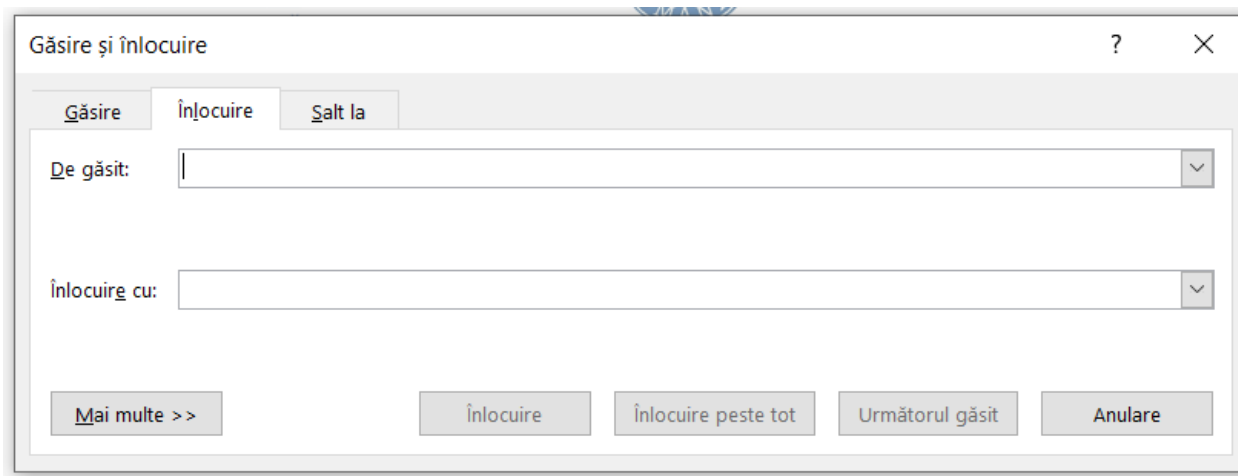 MAN
Găsire și înlocuire ?
Găsire Înlocuire Salt la
De găsit:
Înlocuire cu:
Mai multe >> Înlocuire Înlocuire peste tot Următorul găsit Anulare